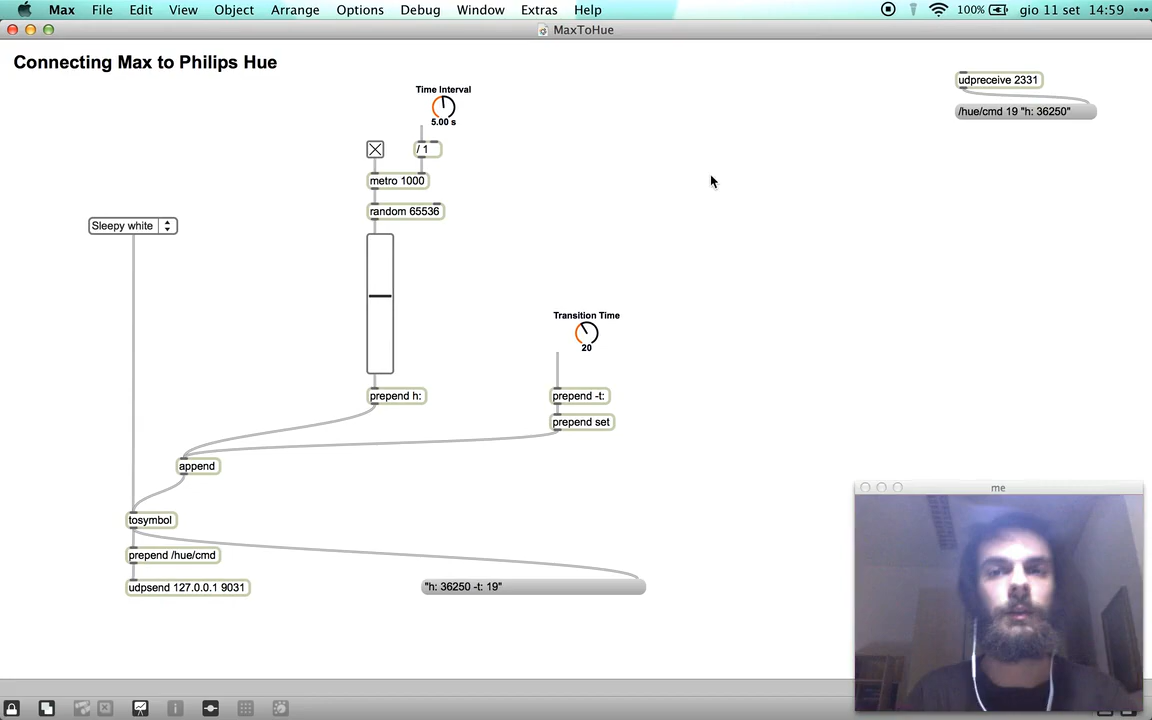 Max File Edit View Object Arrange Options Debug Window Extras Help 100% gio 11 set 14:59
MaxToHue
Connecting Max to Philips Hue
udpreceive 2331
/hue/cmd 19 "h: 36250"
Time Interval
5.00 s
/ 1
metro 1000
random 65536
Sleepy white
Transition Time
20
prepend h:
prepend -t:
prepend set
append
tosymbol
prepend /hue/cmd
udpsend 127.0.0.1 9031
"h: 36250 -t: 19"
me